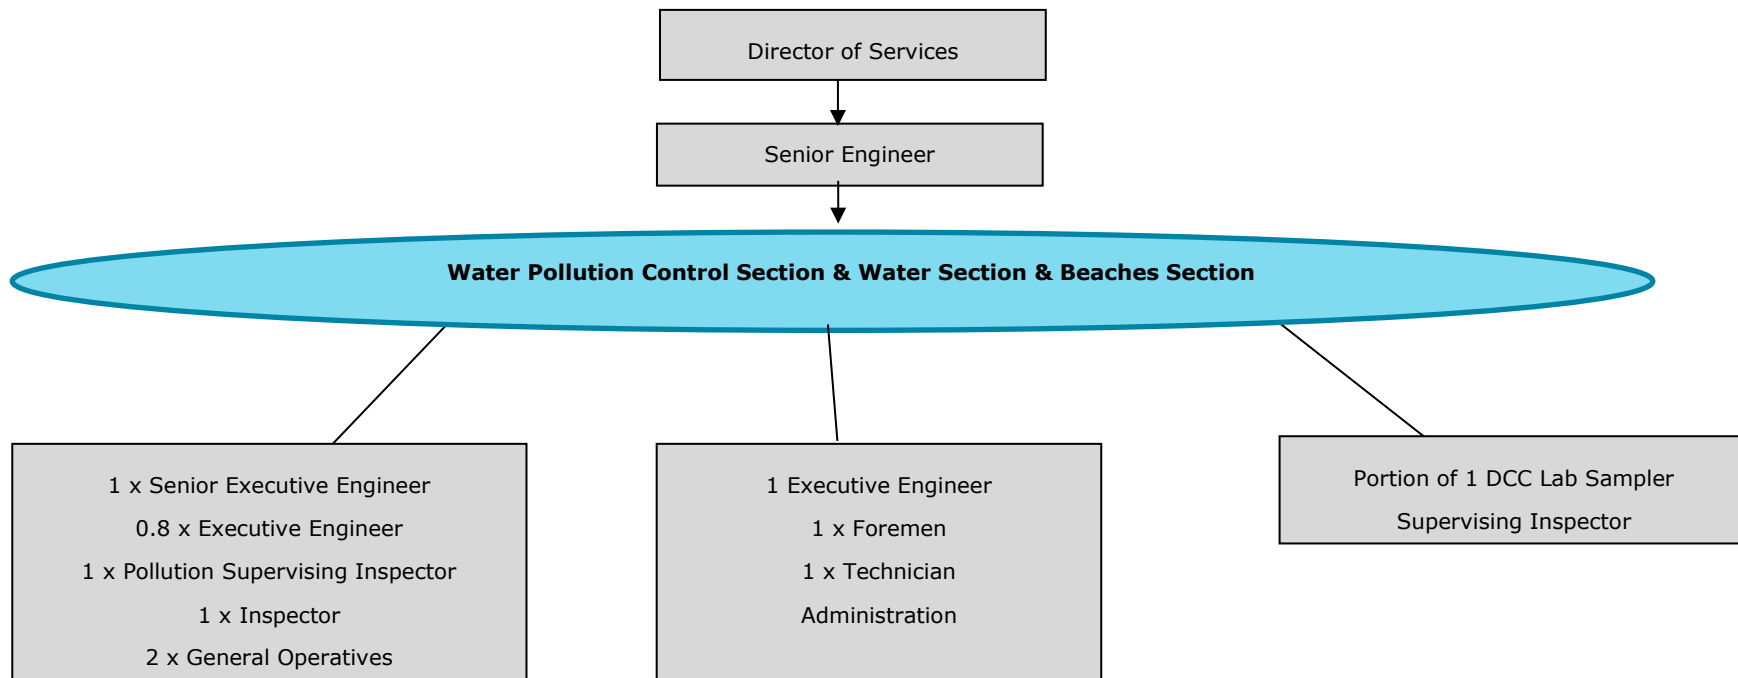 Director of Services
Senior Engineer
Water Pollution Control Section & Water Section & Beaches Section
1 x Senior Executive Engineer
0.8 x Executive Engineer
1 x Pollution Supervising Inspector
1 x Inspector
2 x General Operatives
1 Executive Engineer
1 x Foremen
1 x Technician
Administration
Portion of 1 DCC Lab Sampler
Supervising Inspector